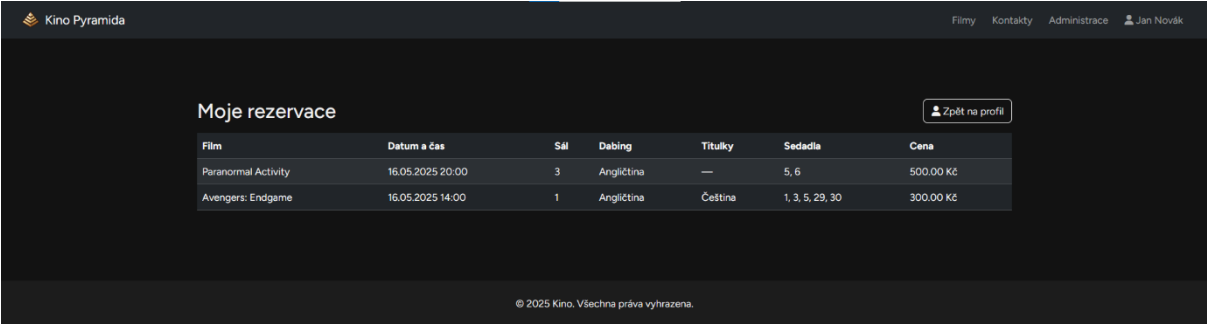 Kino Pyramida Filmy Kontakty Administrace Jan Novák
Moje rezervace Zpět na profil
Film Datum a čas Sál Dabing Titulky Sedadla Cena
Paranormal Activity 16.05.2025 20:00 3 Angličtina — 5, 6 500.00 Kč
Avengers: Endgame 16.05.2025 14:00 1 Angličtina Čeština 1, 3, 5, 29, 30 300.00 Kč
© 2025 Kino. Všechna práva vyhrazena.